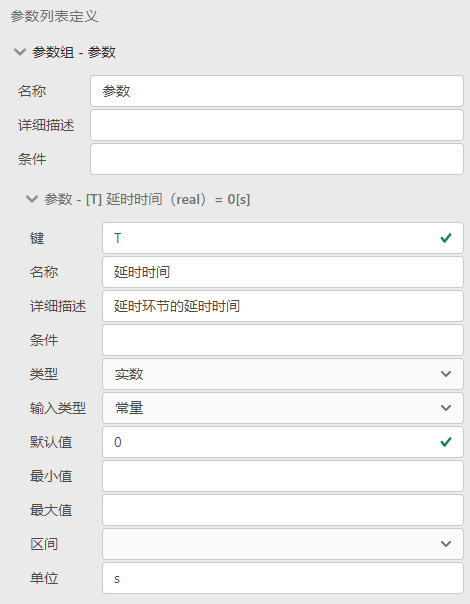 参数列表定义
参数组 - 参数
名称 参数
详细描述
条件
参数 - [T] 延时时间（real）= 0[s]
键 T
名称 延时时间
详细描述 延时环节的延时时间
条件
类型 实数
输入类型 常量
默认值 0
最小值
最大值
区间
单位 s